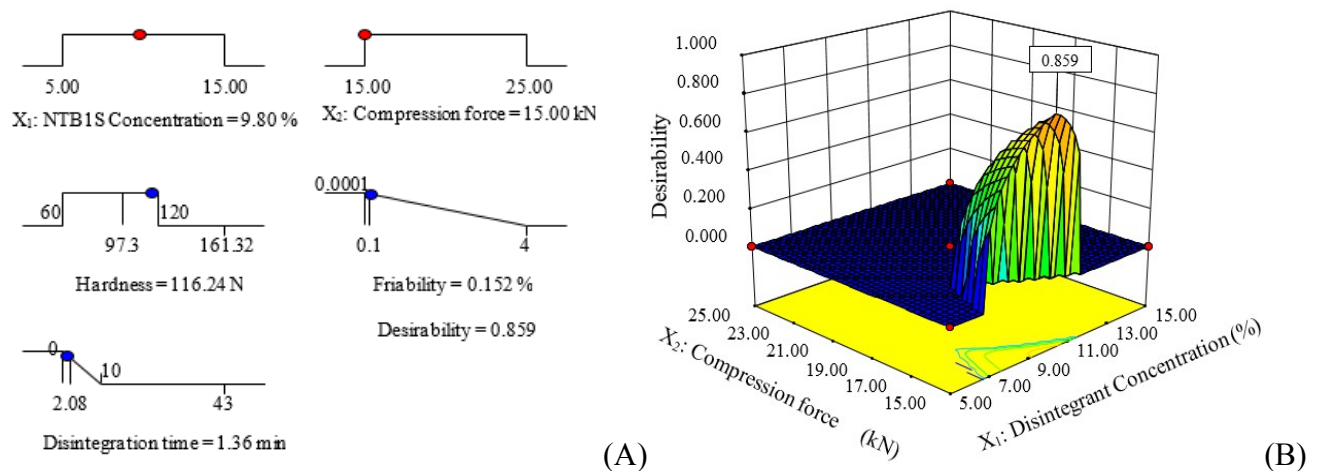 5.00 15.00
X₁: NTB1S Concentration = 9.80 %
15.00 25.00
X₂: Compression force = 15.00 kN
60 120
97.3 161.32
Hardness = 116.24 N
0.0001
0.1 4
Friability = 0.152 %
Desirability = 0.859
0 10
2.08 43
Disintegration time = 1.36 min
(A)
1.000
0.800
0.600
0.400
0.200
0.000
Desirability
0.859
25.00
23.00
21.00
19.00
17.00
15.00
X₂: Compression force (kN)
15.00
13.00
11.00
9.00
7.00
5.00
X₁: Disintegrant Concentration (%)
(B)